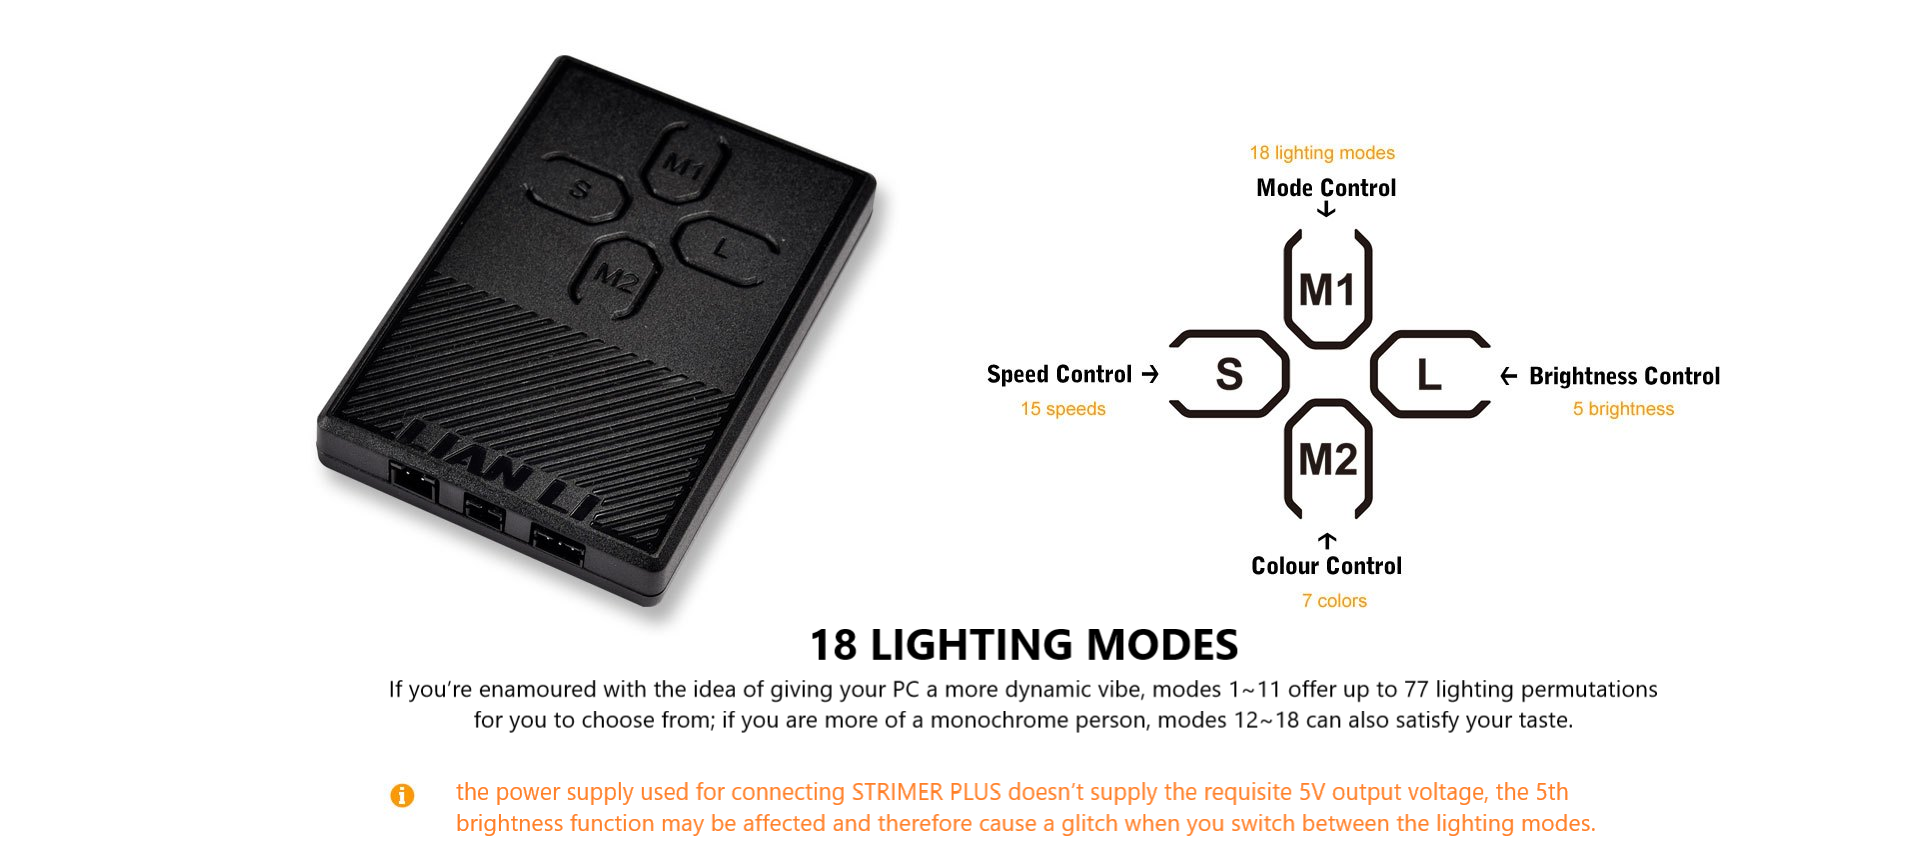 M1
S
L
M2
LIAN LI
18 lighting modes
Mode Control
M1
Speed Control
15 speeds
S
L
Brightness Control
5 brightness
M2
Colour Control
7 colors
18 LIGHTING MODES
If you’re enamoured with the idea of giving your PC a more dynamic vibe, modes 1~11 offer up to 77 lighting permutations
for you to choose from; if you are more of a monochrome person, modes 12~18 can also satisfy your taste.
the power supply used for connecting STRIMER PLUS doesn’t supply the requisite 5V output voltage, the 5th
brightness function may be affected and therefore cause a glitch when you switch between the lighting modes.